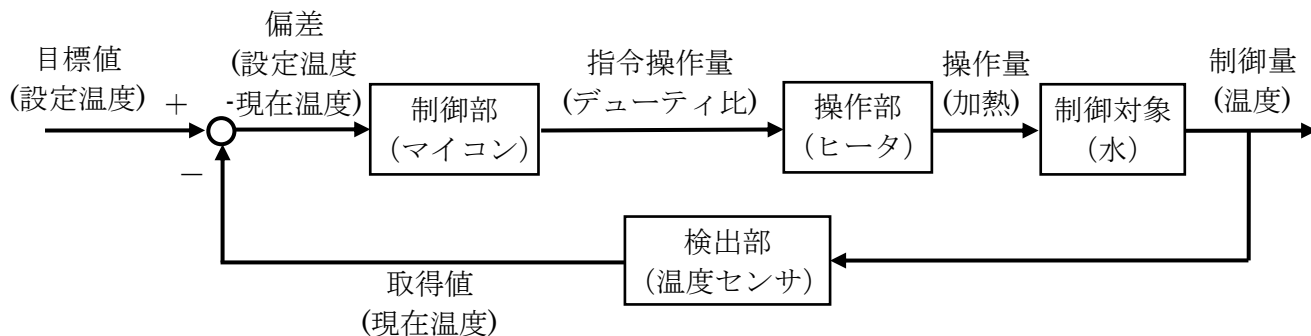 目標値
(設定温度)
+
−
偏差
(設定温度
-現在温度)
制御部
(マイコン)
指令操作量
(デューティ比)
操作部
(ヒータ)
操作量
(加熱)
制御対象
(水)
制御量
(温度)
検出部
(温度センサ)
取得値
(現在温度)